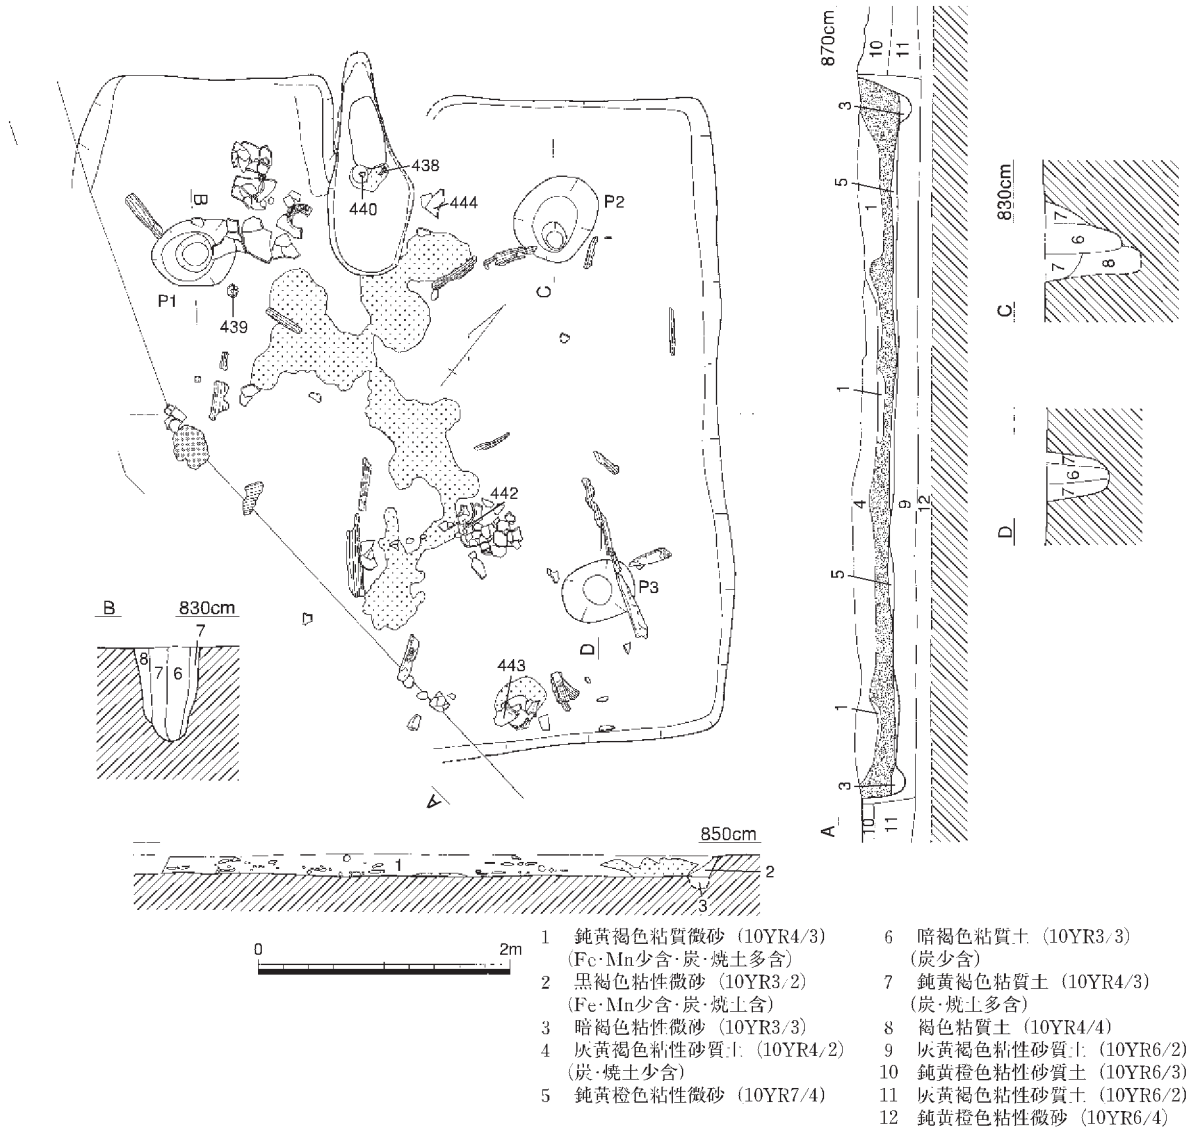 870cm
10
11
3
5
1
438
440
444
B
P1
439
P2
C
830cm
7
6
7
8
C
1
4
9
12
442
P3
D
443
A
7
6
7
D
5
1
3
A
10
11
B
830cm
7
8
7
6
850cm
1
2
3
0
2m
1 鈍黄褐色粘質微砂 (10YR4/3)
(Fe・Mn少含・炭・焼土多含)
2 黒褐色粘性微砂 (10YR3/2)
(Fe・Mn少含・炭・焼土含)
3 暗褐色粘性微砂 (10YR3/3)
4 灰黄褐色粘性砂質土 (10YR4/2)
(炭・焼土少含)
5 鈍黄橙色粘性微砂 (10YR7/4)
6 暗褐色粘質土 (10YR3/3)
(炭少含)
7 鈍黄褐色粘質土 (10YR4/3)
(炭・焼土多含)
8 褐色粘質土 (10YR4/4)
9 灰黄褐色粘性砂質土 (10YR6/2)
10 鈍黄橙色粘性砂質土 (10YR6/3)
11 灰黄褐色粘性砂質土 (10YR6/2)
12 鈍黄橙色粘性微砂 (10YR6/4)